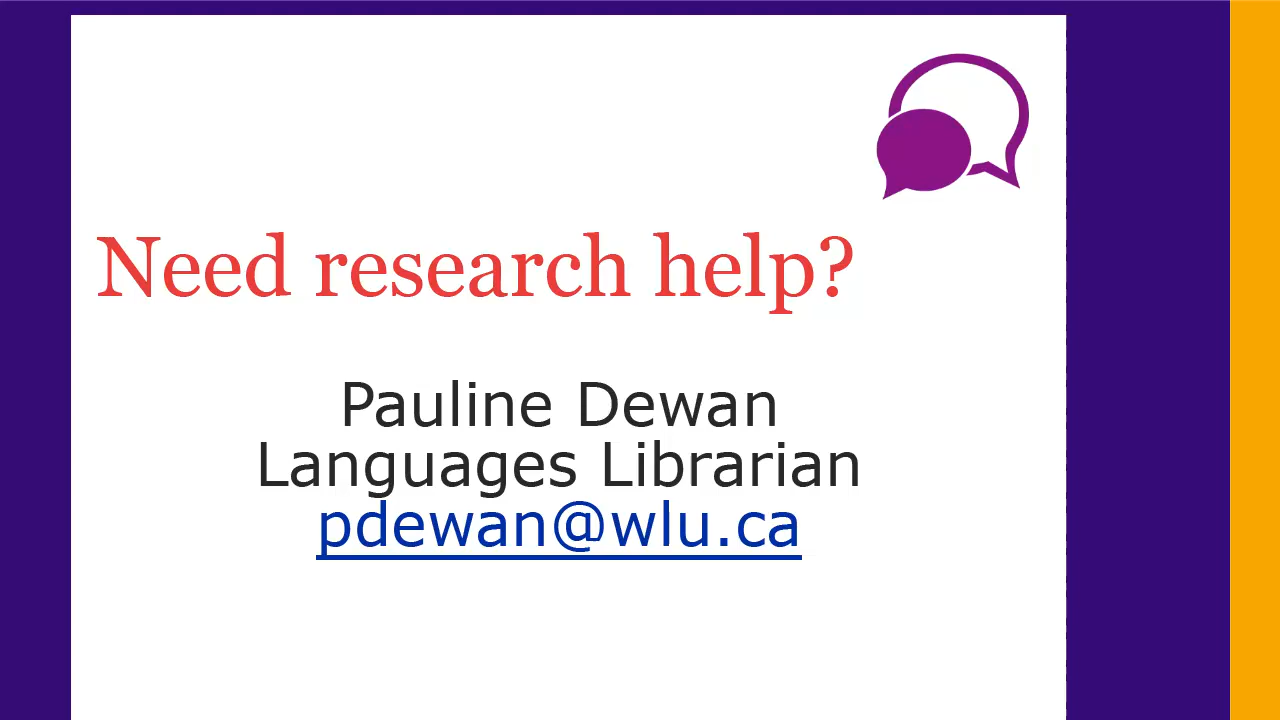 Need research help?
Pauline Dewan
Languages Librarian
pdewan@wlu.ca